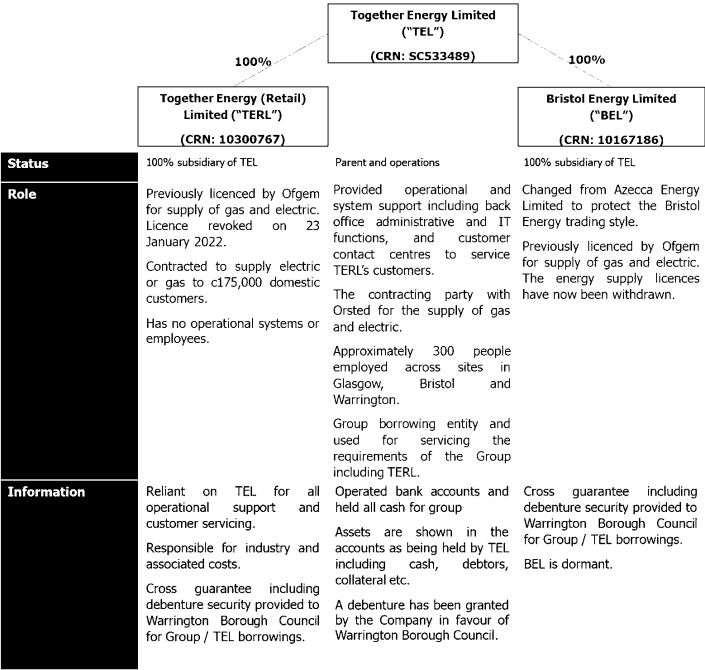 Together Energy Limited
(“TEL”)
(CRN: SC533489)
100%
100%
Together Energy (Retail)
Limited (“TERL”)
(CRN: 10300767)
Bristol Energy Limited
(“BEL”)
(CRN: 10167186)
Status
100% subsidiary of TEL
Parent and operations
100% subsidiary of TEL
Role
Previously licenced by Ofgem
for supply of gas and electric.
Licence revoked on 23
January 2022.
Contracted to supply electric
or gas to c175,000 domestic
customers.
Has no operational systems or
employees.
Provided operational and
system support including back
office administrative and IT
functions, and customer
contact centres to service
TERL’s customers.
The contracting party with
Orsted for the supply of gas
and electric.
Approximately 300 people
employed across sites in
Glasgow, Bristol and
Warrington.
Group borrowing entity and
used for servicing the
requirements of the Group
including TERL.
Changed from Azecca Energy
Limited to protect the Bristol
Energy trading style.
Previously licenced by Ofgem
for supply of gas and electric.
The energy supply licences
have now been withdrawn.
Information
Reliant on TEL for all
operational support and
customer servicing.
Responsible for industry and
associated costs.
Cross guarantee including
debenture security provided to
Warrington Borough Council
for Group / TEL borrowings.
Operated bank accounts and
held all cash for group
Assets are shown in the
accounts as being held by TEL
including cash, debtors,
collateral etc.
A debenture has been granted
by the Company in favour of
Warrington Borough Council.
Cross guarantee including
debenture security provided to
Warrington Borough Council
for Group / TEL borrowings.
BEL is dormant.